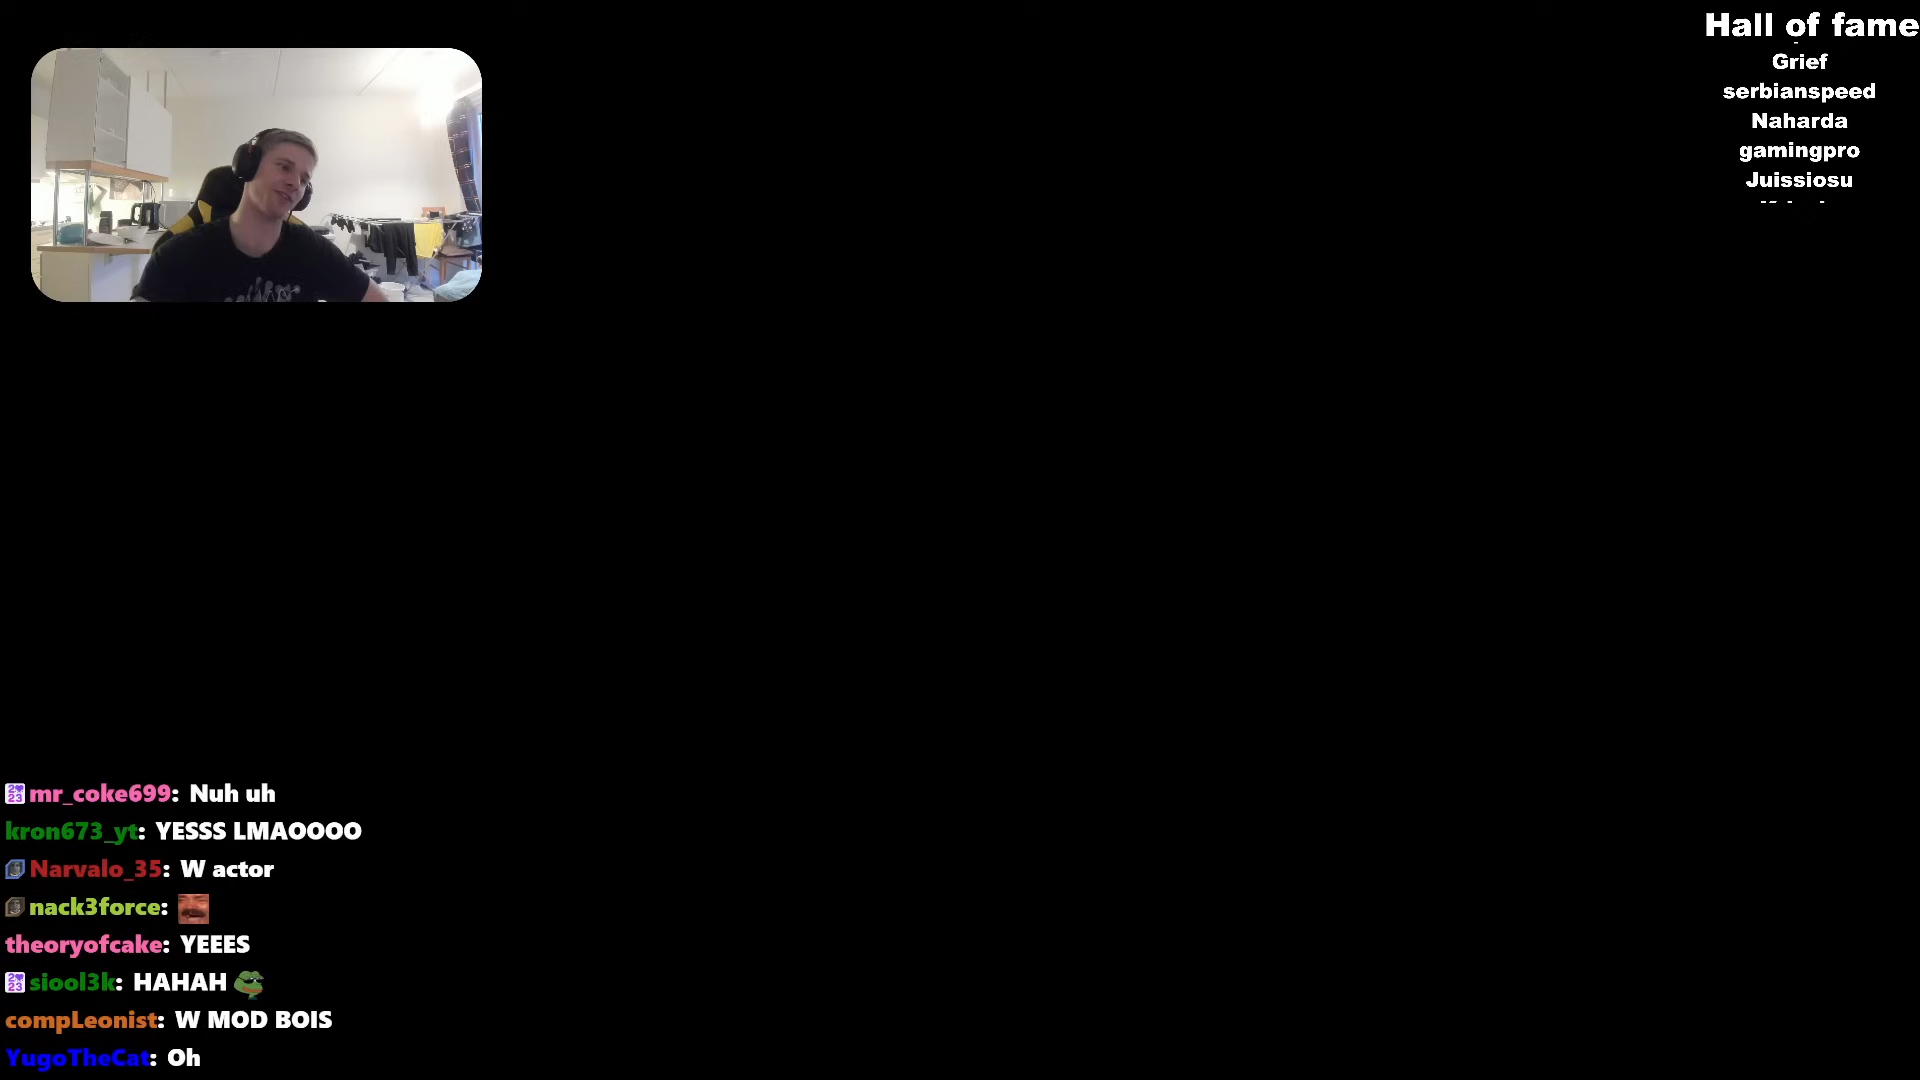 Hall of fame
Grief
serbianspeed
Naharda
gamingpro
Juissiosu
mr_coke699: Nuh uh
kron673_yt: YESSS LMAOOOO
Narvalo_35: W actor
nack3force:
theoryofcake: YEEES
siool3k: HAHAH
compLeonist: W MOD BOIS
YugoTheCat: Oh